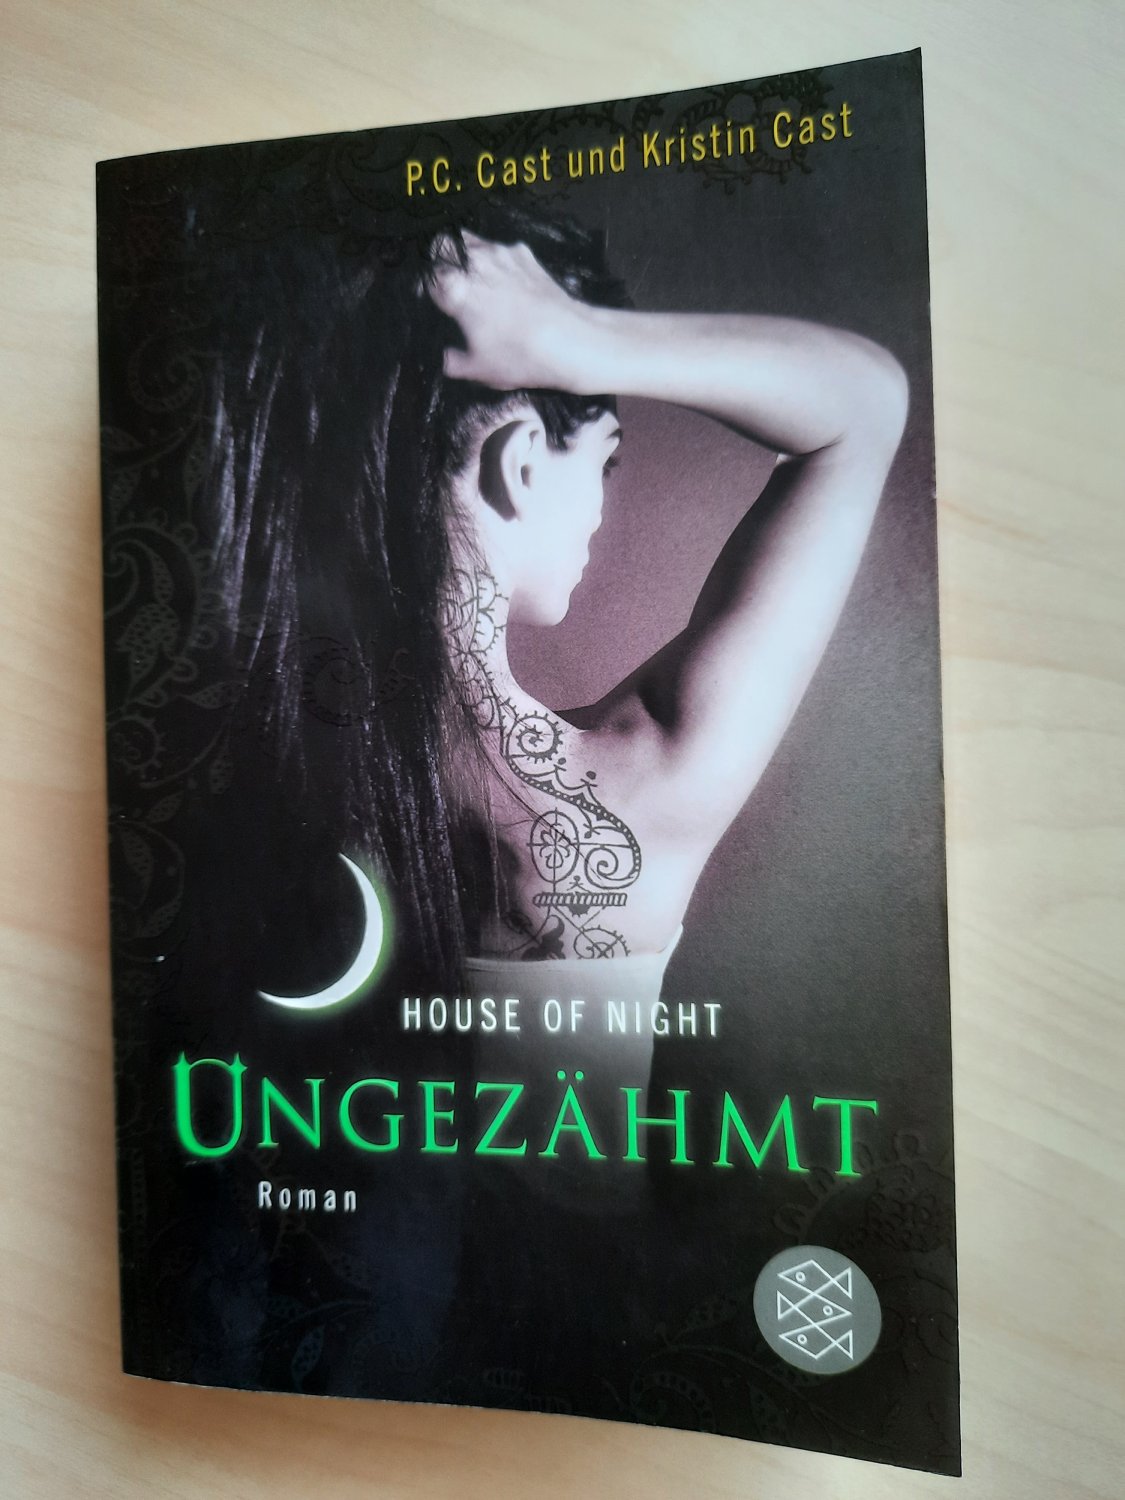 P.C. Cast und Kristin Cast
HOUSE OF NIGHT
UNGEZÄHMT
Roman